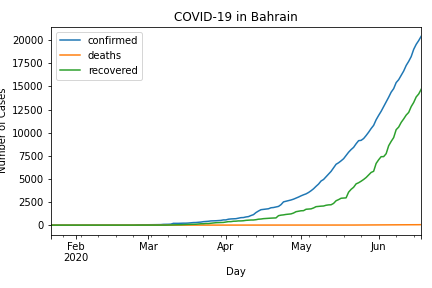 COVID-19 in Bahrain
confirmed
deaths
recovered
20000
17500
15000
12500
10000
7500
5000
2500
0
Number of Cases
Feb
2020
Mar
Apr
May
Jun
Day